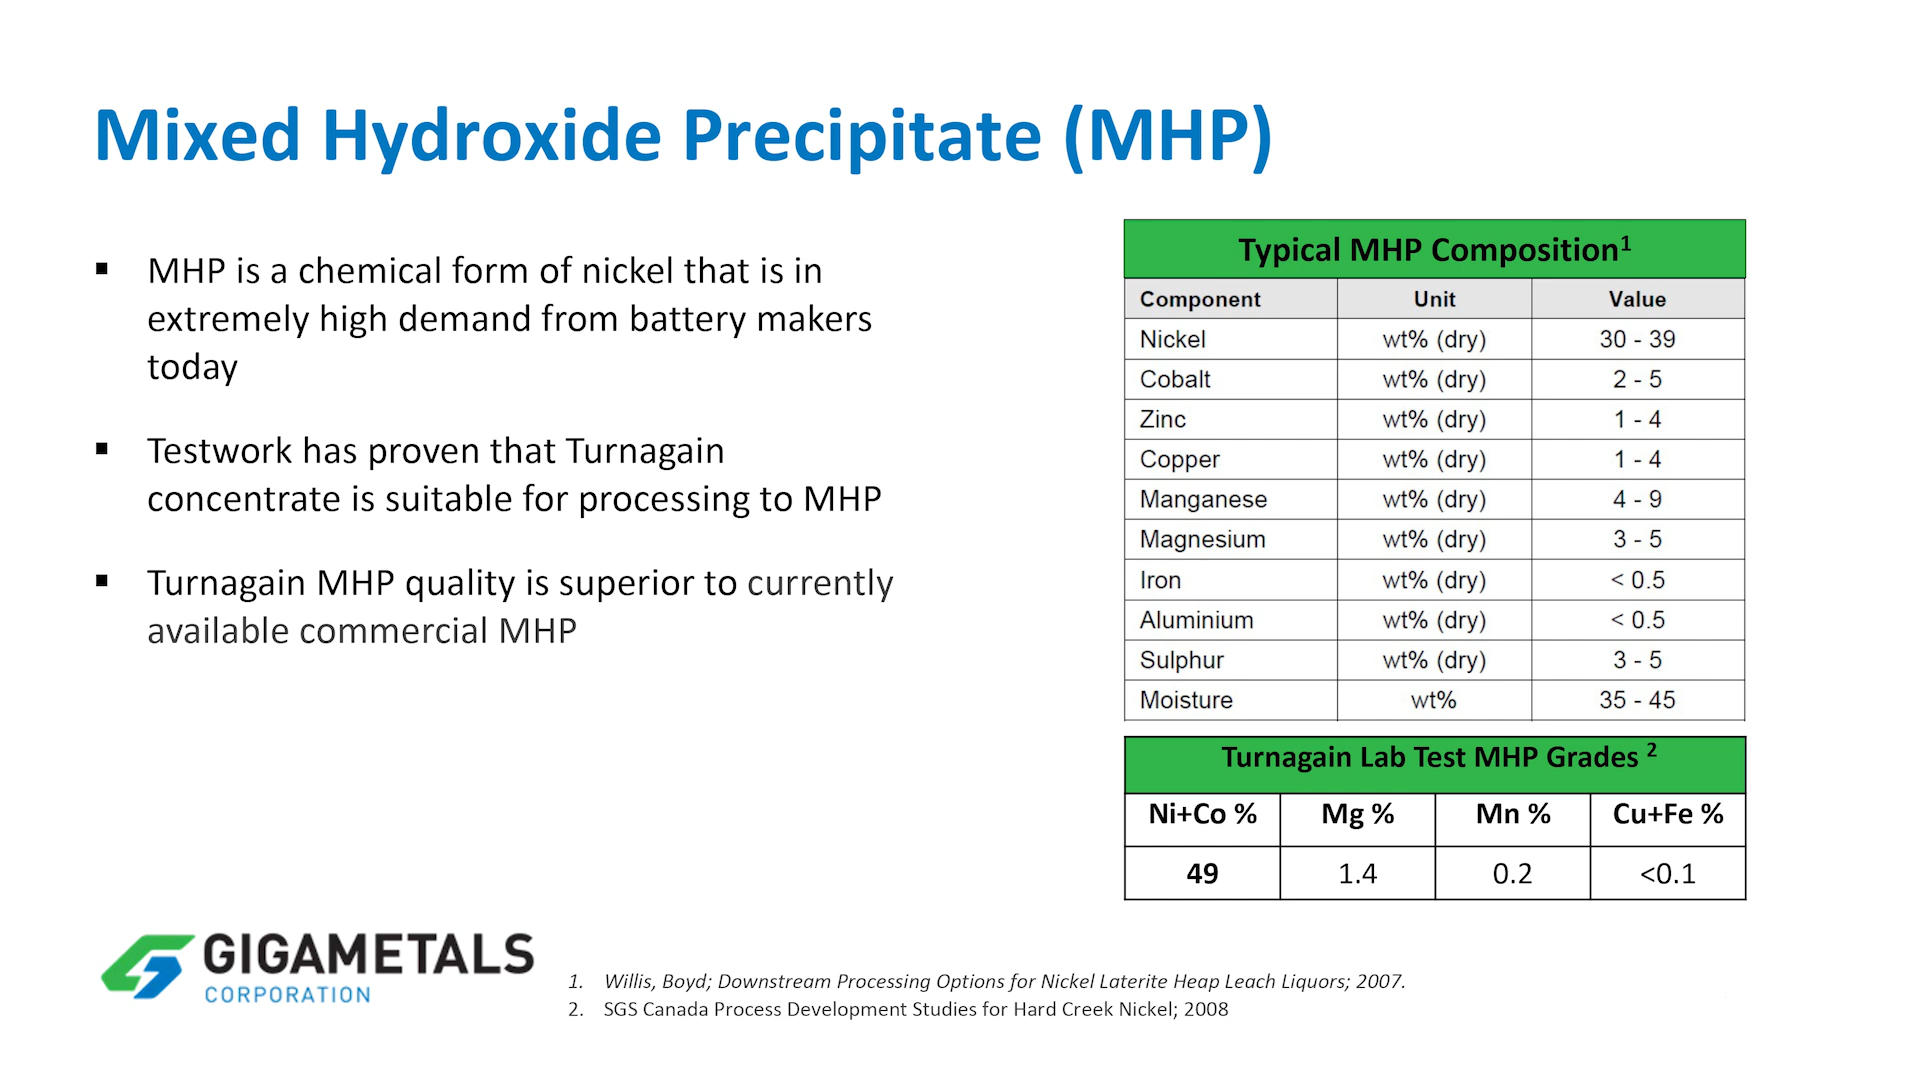 Mixed Hydroxide Precipitate (MHP)
▪ MHP is a chemical form of nickel that is in
extremely high demand from battery makers
today
▪ Testwork has proven that Turnagain
concentrate is suitable for processing to MHP
▪ Turnagain MHP quality is superior to currently
available commercial MHP
Typical MHP Composition¹
Component Unit Value
Nickel wt% (dry) 30 - 39
Cobalt wt% (dry) 2 - 5
Zinc wt% (dry) 1 - 4
Copper wt% (dry) 1 - 4
Manganese wt% (dry) 4 - 9
Magnesium wt% (dry) 3 - 5
Iron wt% (dry) < 0.5
Aluminium wt% (dry) < 0.5
Sulphur wt% (dry) 3 - 5
Moisture wt% 35 - 45
Turnagain Lab Test MHP Grades ²
Ni+Co % Mg % Mn % Cu+Fe %
49 1.4 0.2 <0.1
GIGAMETALS
CORPORATION
1. Willis, Boyd; Downstream Processing Options for Nickel Laterite Heap Leach Liquors; 2007.
2. SGS Canada Process Development Studies for Hard Creek Nickel; 2008